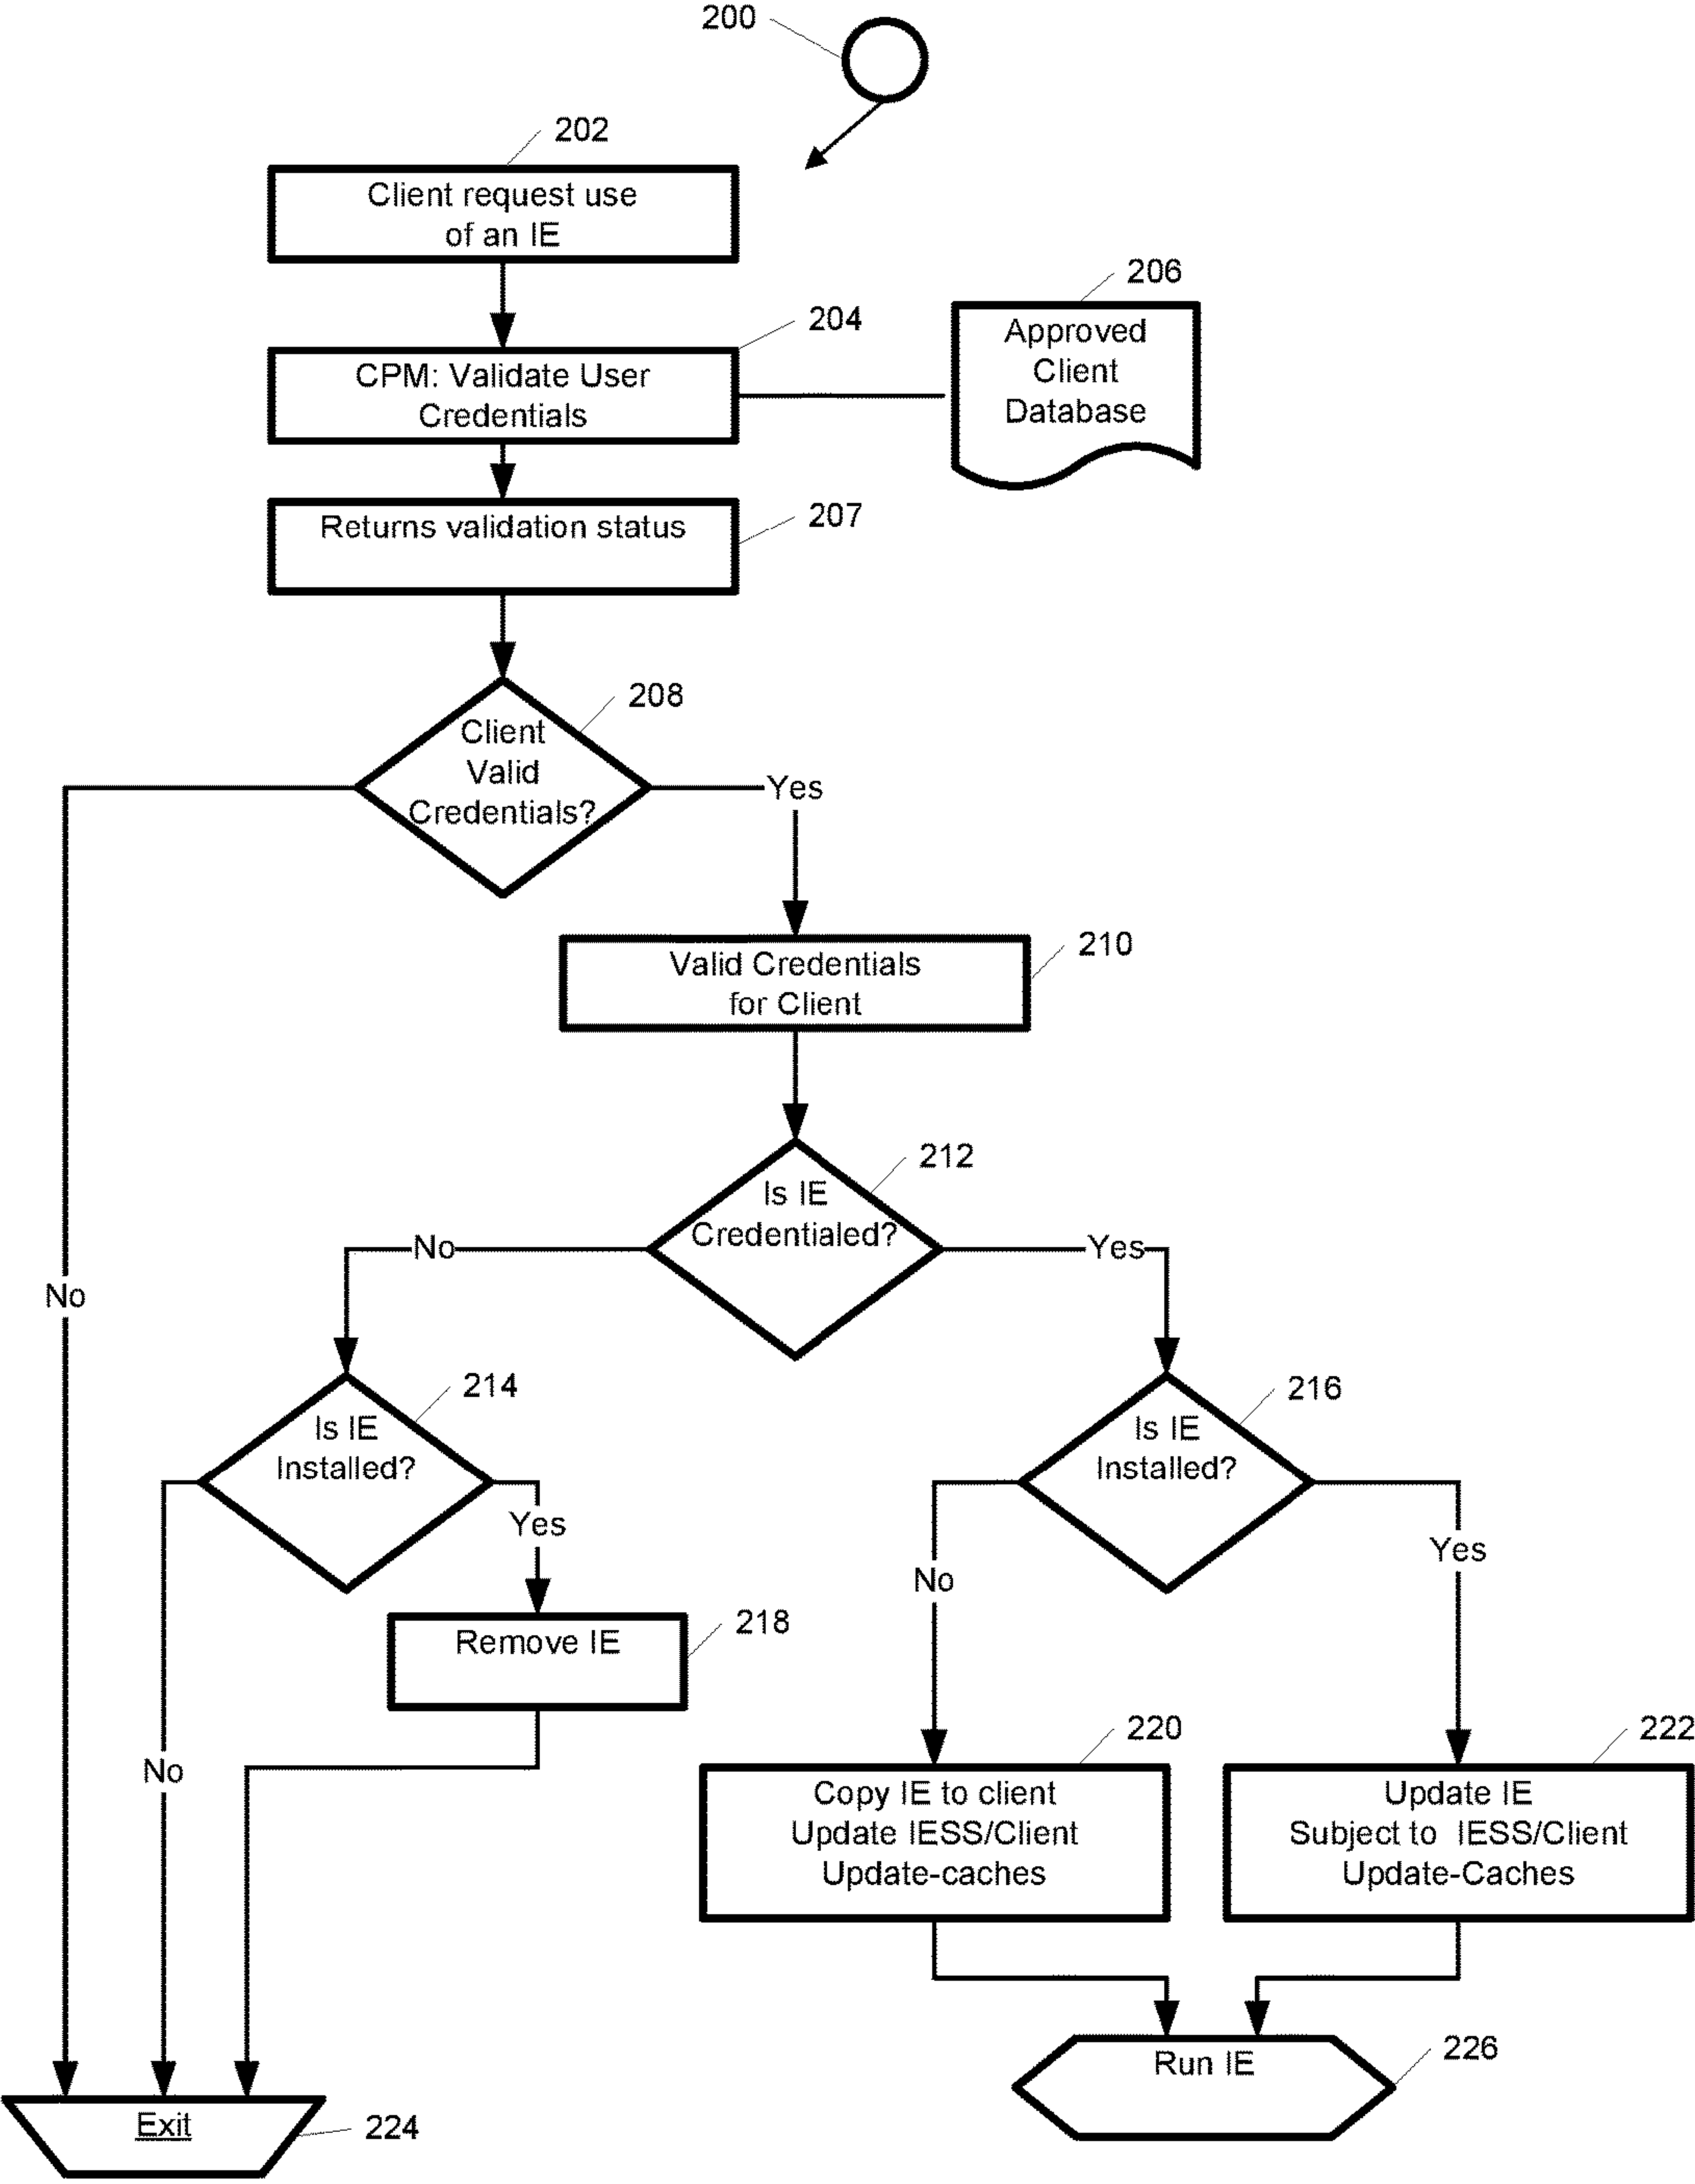 200
202
Client request use
of an IE
206
204
Approved
Client
Database
CPM: Validate User
Credentials
207
Returns validation status
208
Client
Valid
Credentials?
Yes
210
Valid Credentials
for Client
212
Is IE
Credentialed?
No
Yes
No
214
Is IE
Installed?
216
Is IE
Installed?
Yes
Yes
No
218
Remove IE
No
220
222
Copy IE to client
Update IESS/Client
Update-caches
Update IE
Subject to IESS/Client
Update-Caches
Run IE
226
Exit
224